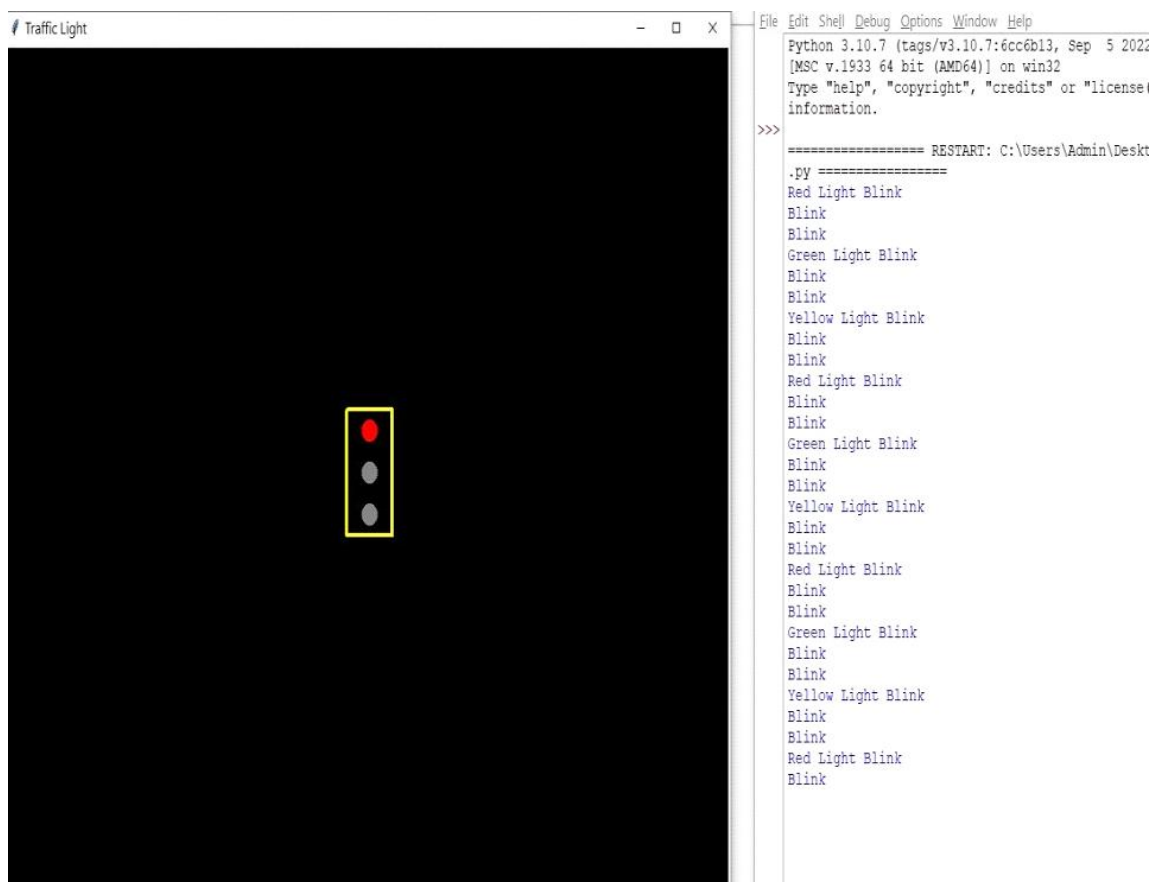 Traffic Light
File Edit Shell Debug Options Window Help
Python 3.10.7 (tags/v3.10.7:6cc6b13, Sep 5 2022
[MSC v.1933 64 bit (AMD64)] on win32
Type "help", "copyright", "credits" or "license(
information.
>>>
================== RESTART: C:\Users\Admin\Deskt
.py =================
Red Light Blink
Blink
Blink
Green Light Blink
Blink
Blink
Yellow Light Blink
Blink
Blink
Red Light Blink
Blink
Blink
Green Light Blink
Blink
Blink
Yellow Light Blink
Blink
Blink
Red Light Blink
Blink
Blink
Green Light Blink
Blink
Blink
Yellow Light Blink
Blink
Blink
Red Light Blink
Blink